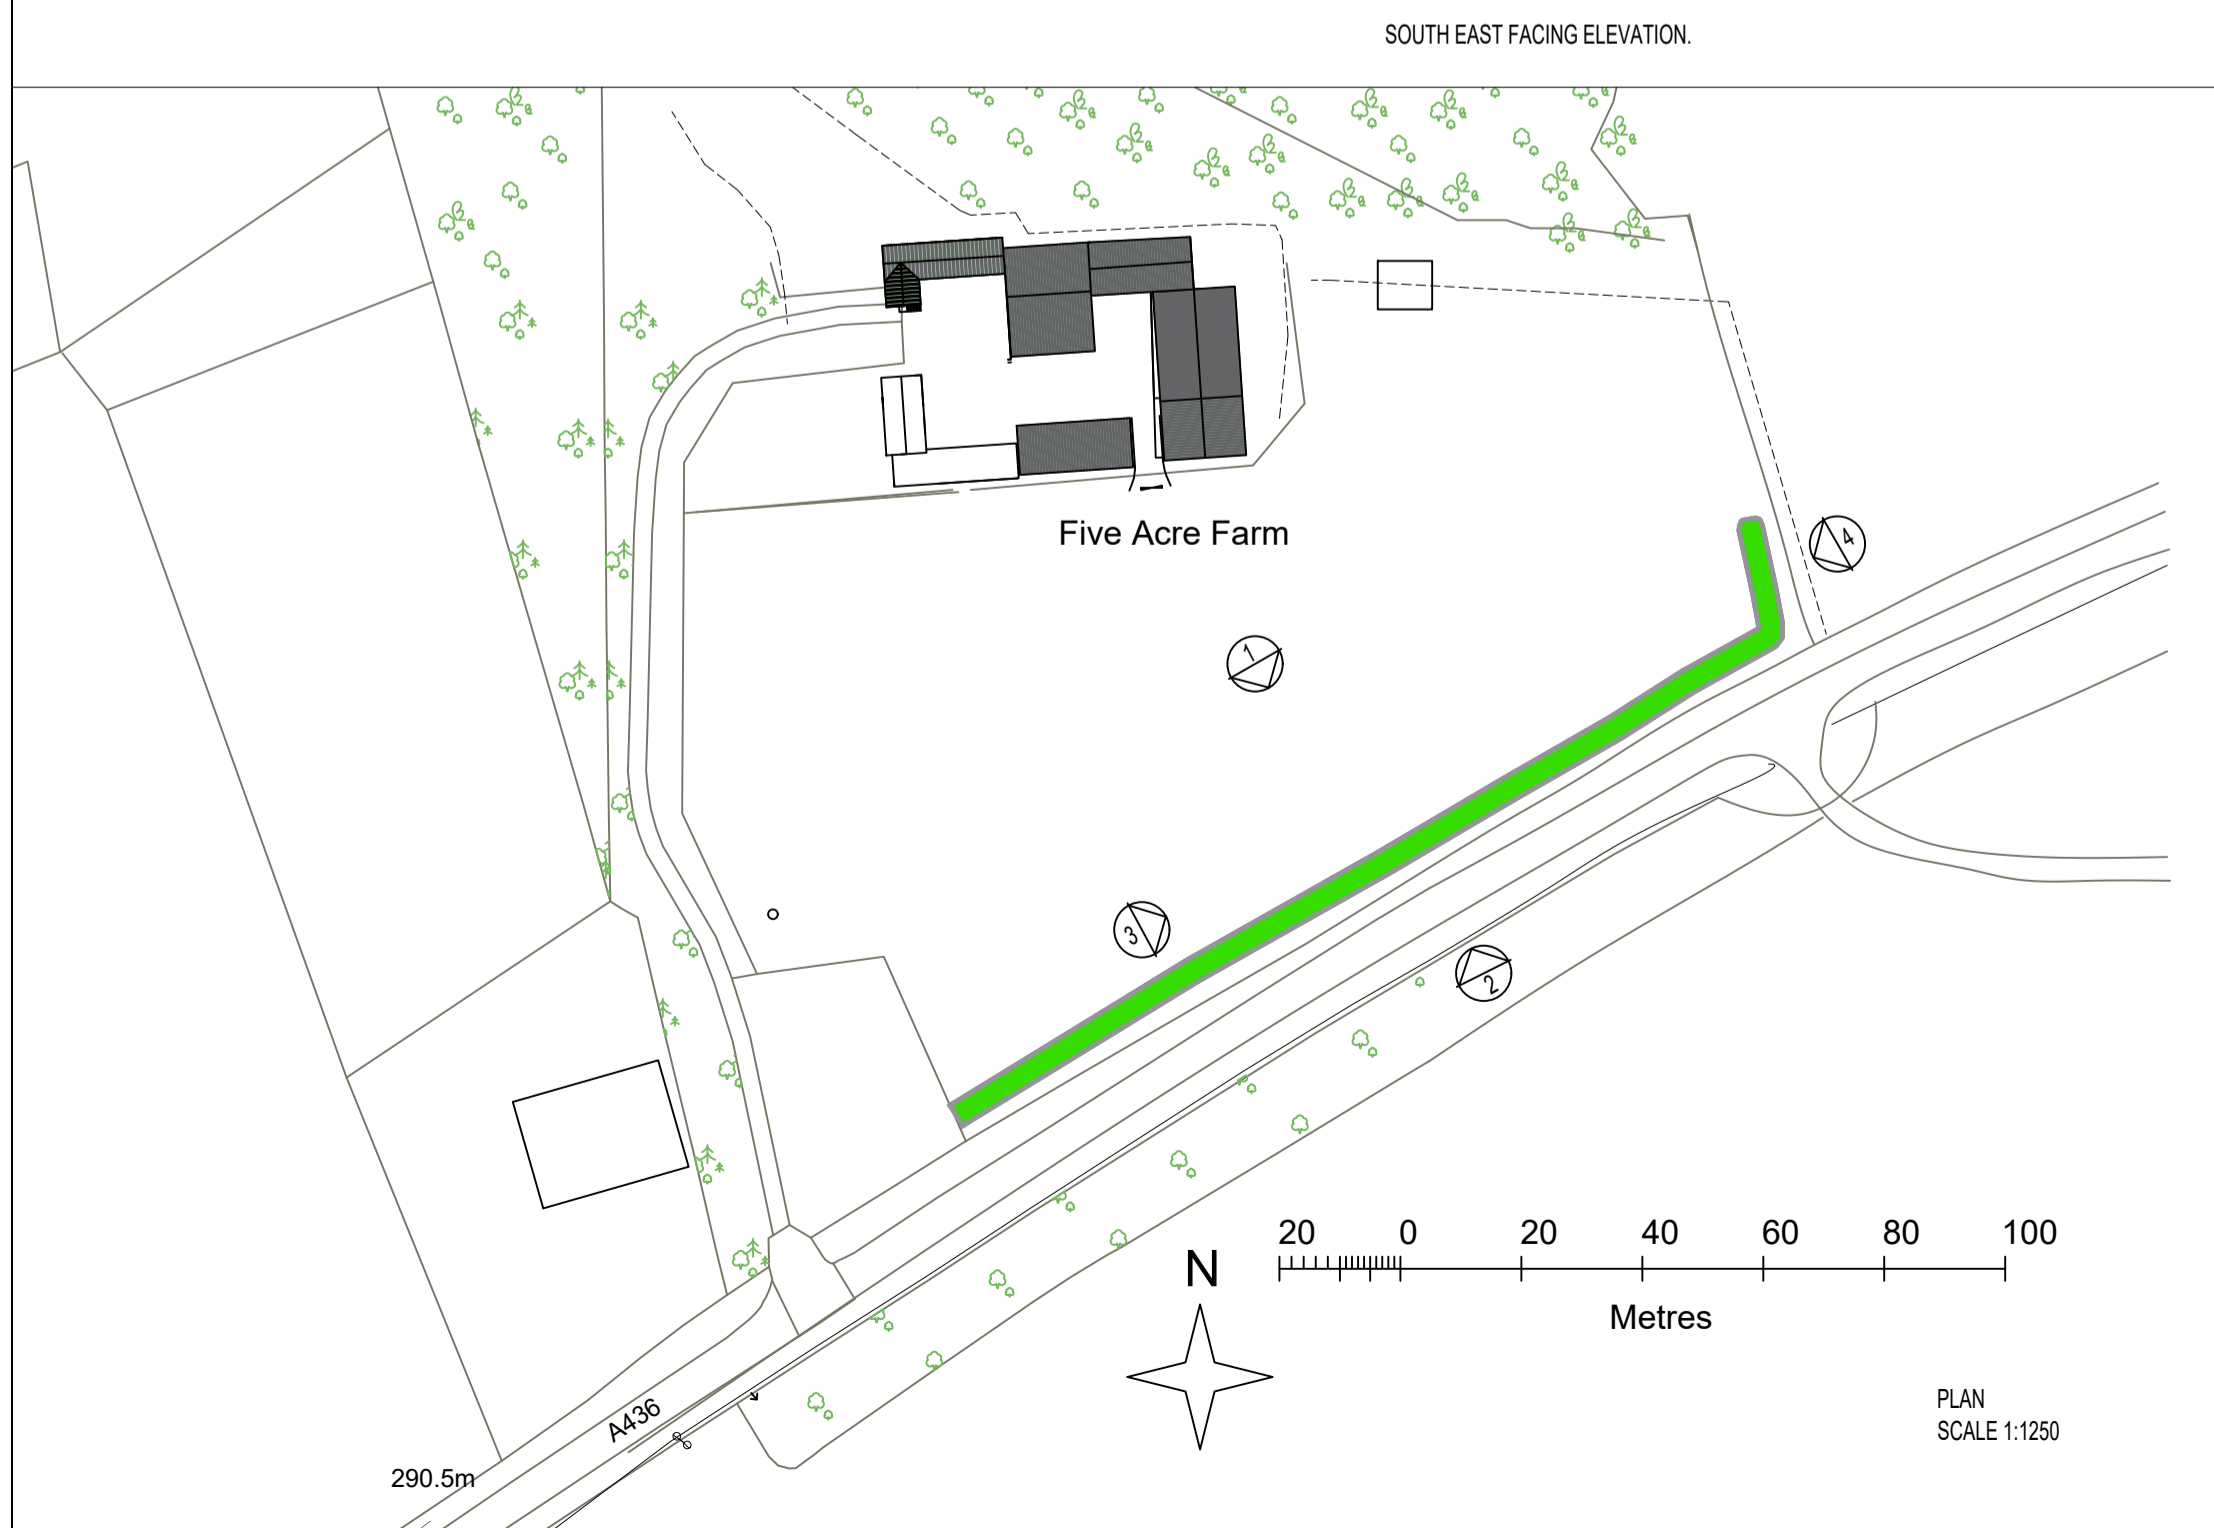 SOUTH EAST FACING ELEVATION.
Five Acre Farm
4
1
3
2
20 0 20 40 60 80 100
N
Metres
PLAN
SCALE 1:1250
A436
290.5m